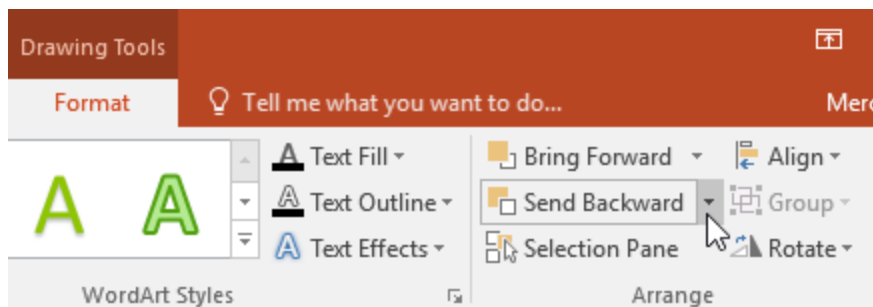 Drawing Tools
Format Tell me what you want to do... Merc
A A Text Fill Bring Forward Align
Text Outline Send Backward Group
Text Effects Selection Pane Rotate
WordArt Styles Arrange